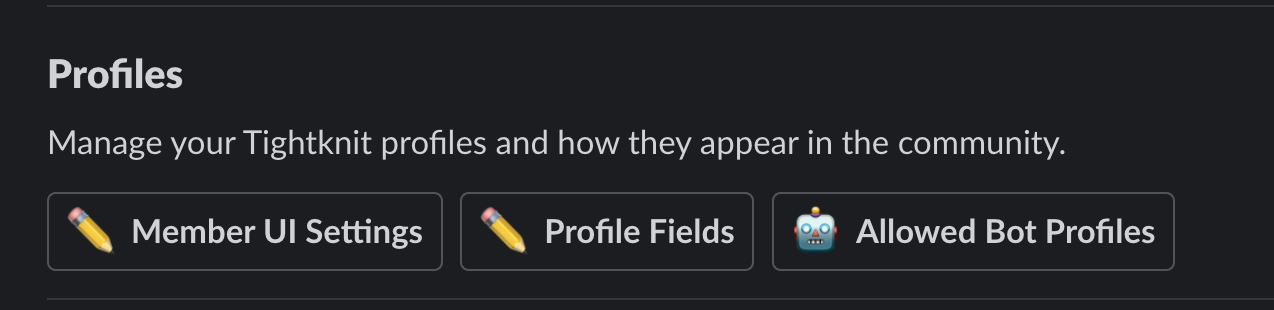 Profiles
Manage your Tightknit profiles and how they appear in the community.
Member UI Settings Profile Fields Allowed Bot Profiles